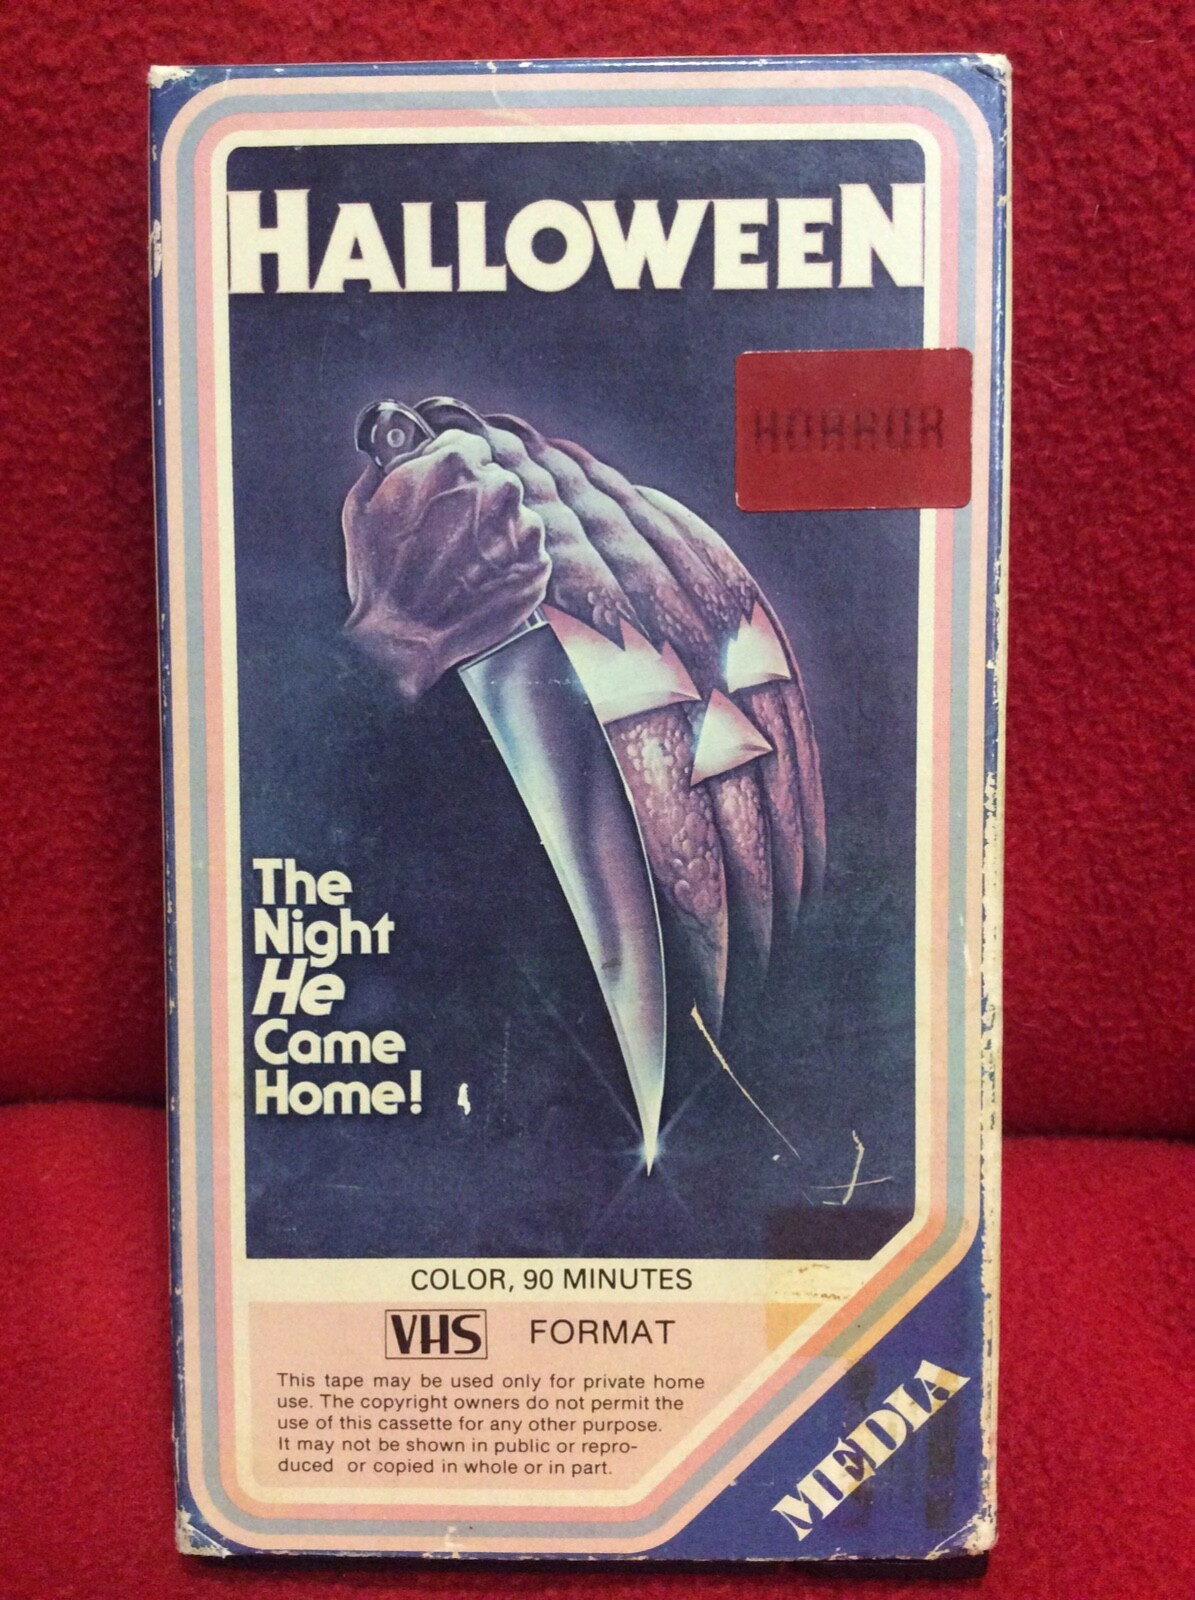 HALLOWEEN
HORROR
The
Night
He
Came
Home!
COLOR, 90 MINUTES
VHS FORMAT
This tape may be used only for private home
use. The copyright owners do not permit the
use of this cassette for any other purpose.
It may not be shown in public or repro-
duced or copied in whole or in part.
MEDIA